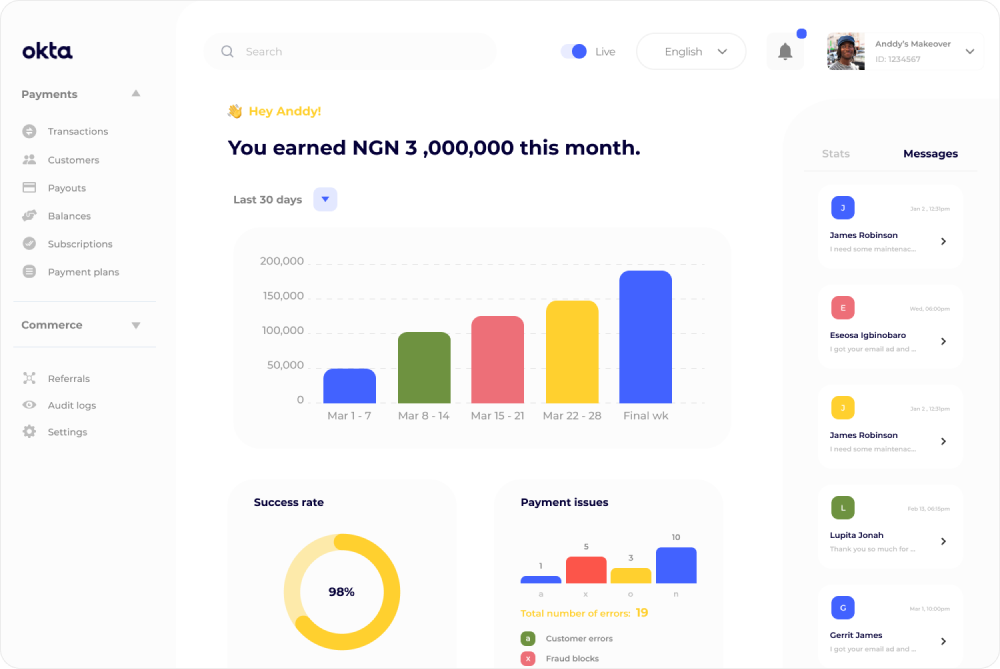 okta
Payments
Transactions
Customers
Payouts
Balances
Subscriptions
Payment plans
Commerce
Referrals
Audit logs
Settings
Search
Live
English
Anddy's Makeover
ID: 1234567
Hey Anddy!
You earned NGN 3 ,000,000 this month.
Last 30 days
200,000
150,000
100,000
50,000
0
Mar 1 - 7
Mar 8 - 14
Mar 15 - 21
Mar 22 - 28
Final wk
Success rate
98%
Payment issues
1
5
3
10
a
x
o
n
Total number of errors: 19
a Customer errors
x Fraud blocks
Stats
Messages
J
Jan 2 , 12:31pm
James Robinson
I need some maintenac...
E
Wed, 06:00pm
Eseosa Igbinobaro
I got your email ad and ...
J
Jan 2 , 12:31pm
James Robinson
I need some maintenac...
L
Feb 13, 06:15pm
Lupita Jonah
Thank you so much for ...
G
Mar 1, 10:00pm
Gerrit James
I got your email ad and ...